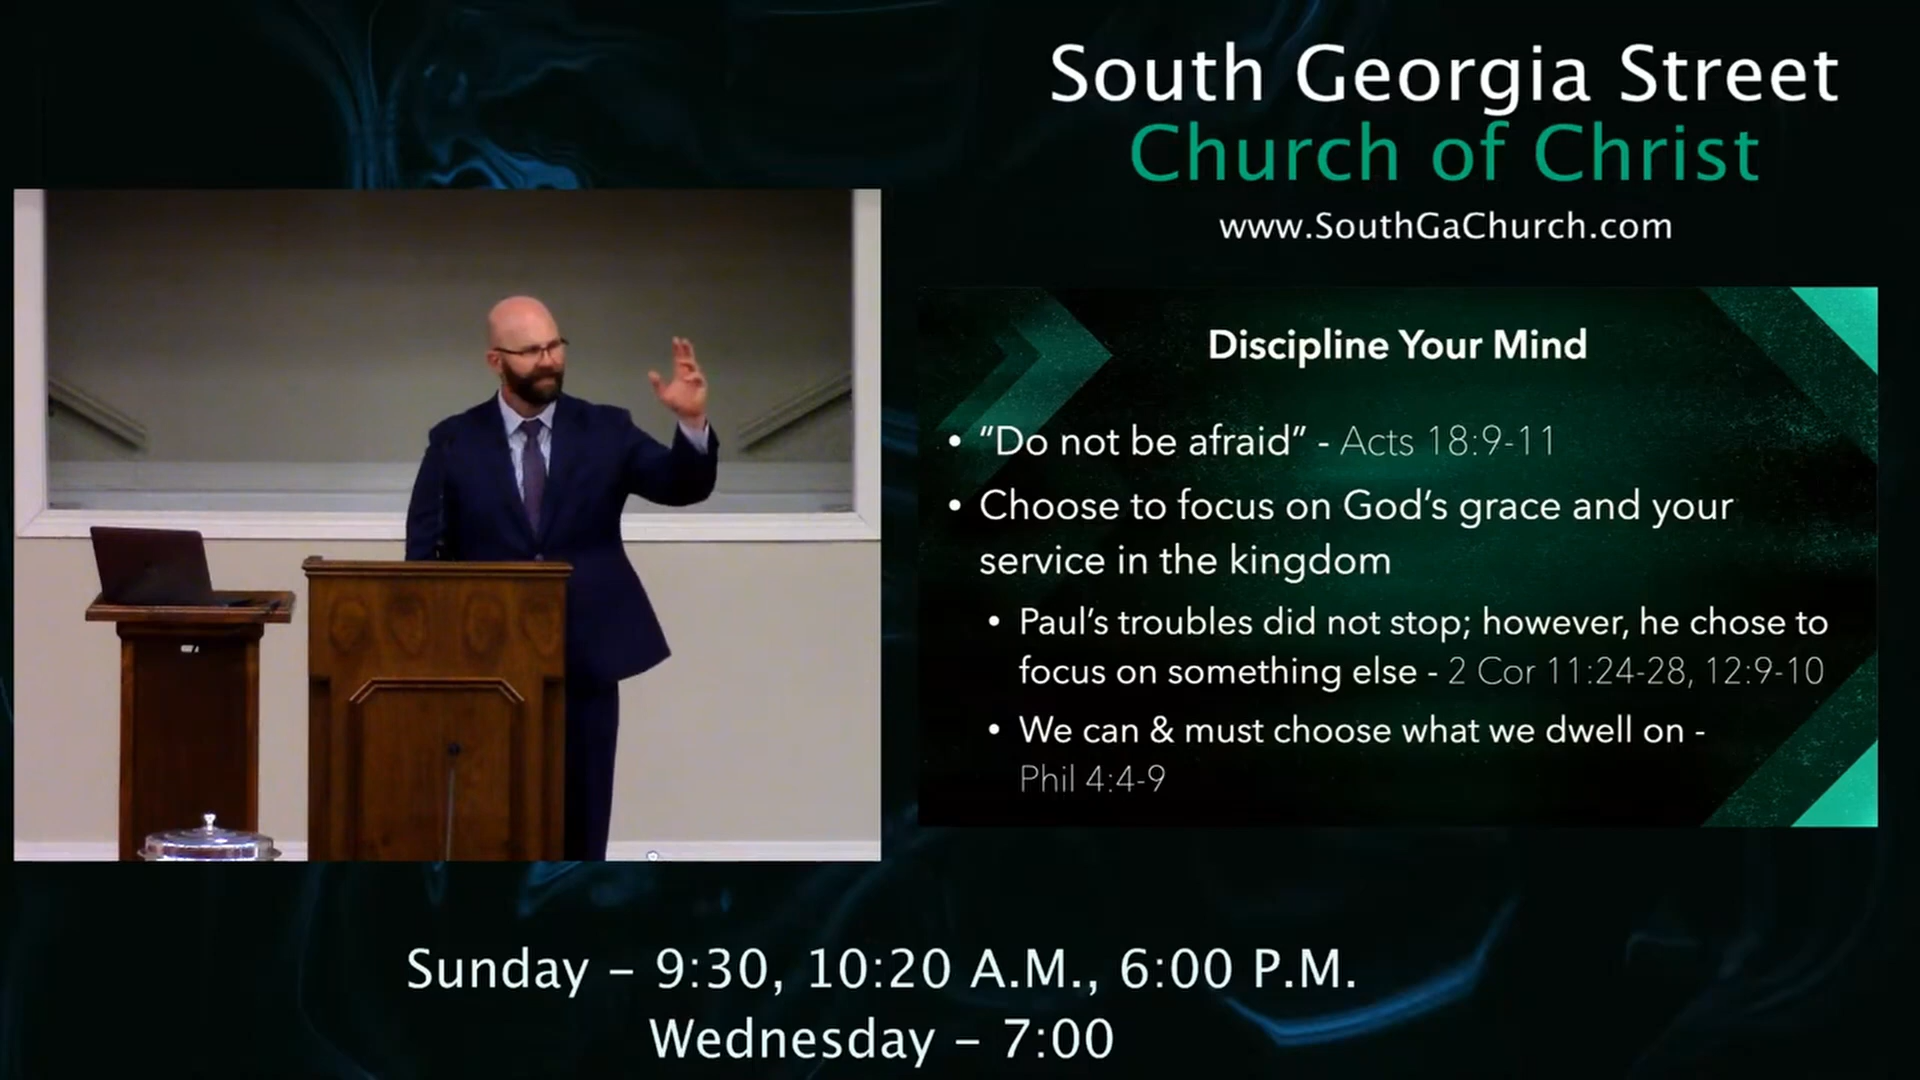 South Georgia Street
Church of Christ
www.SouthGaChurch.com
Discipline Your Mind
• “Do not be afraid” - Acts 18:9-11
• Choose to focus on God’s grace and your
service in the kingdom
• Paul’s troubles did not stop; however, he chose to
focus on something else - 2 Cor 11:24-28, 12:9-10
• We can & must choose what we dwell on -
Phil 4:4-9
Sunday – 9:30, 10:20 A.M., 6:00 P.M.
Wednesday – 7:00